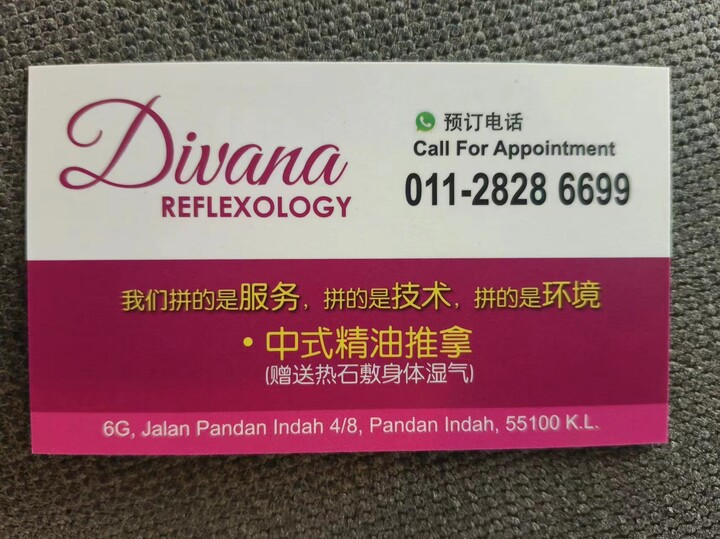 Divana
REFLEXOLOGY
预订电话
Call For Appointment
011-2828 6699
我们拼的是服务, 拼的是技术, 拼的是环境
• 中式精油推拿
(赠送热石敷身体湿气)
6G, Jalan Pandan Indah 4/8, Pandan Indah, 55100 K.L.